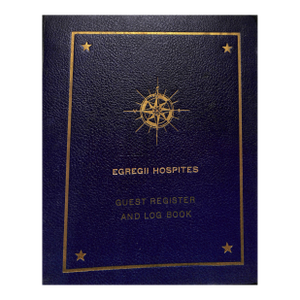 EGREGII HOSPITES
GUEST REGISTER
AND LOG BOOK